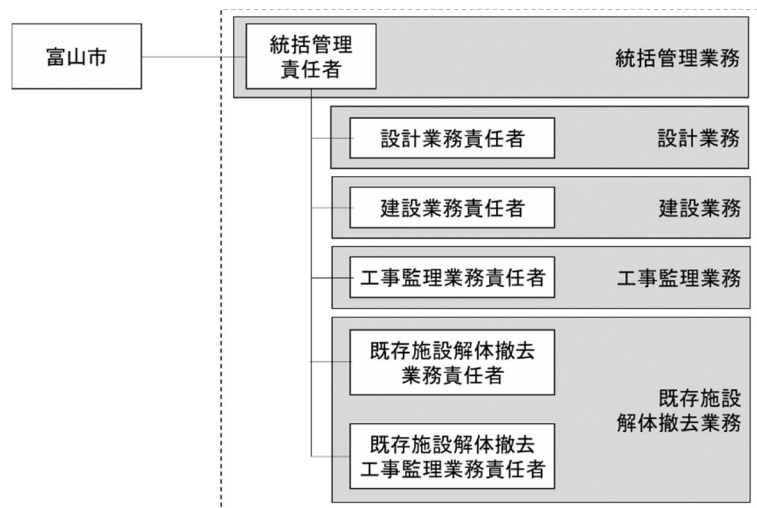 富山市
統括管理
責任者
統括管理業務
設計業務責任者
設計業務
建設業務責任者
建設業務
工事監理業務責任者
工事監理業務
既存施設解体撤去
業務責任者
既存施設
解体撤去業務
既存施設解体撤去
工事監理業務責任者